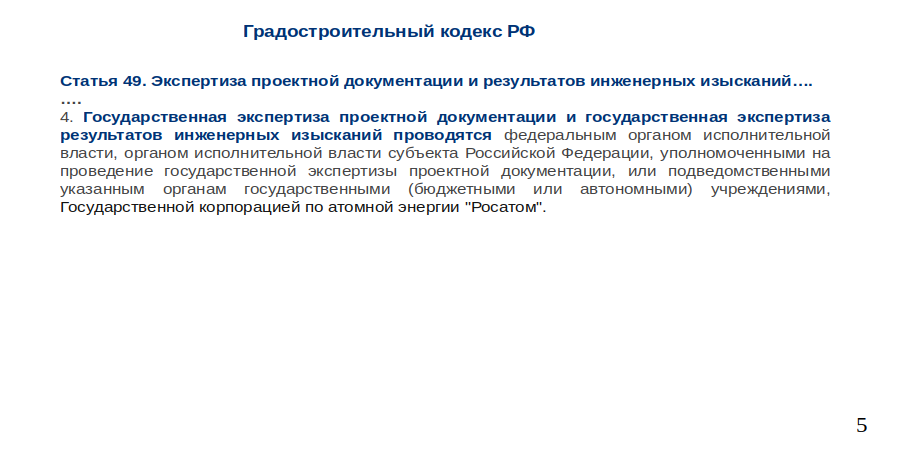 Градостроительный кодекс РФ
Статья 49. Экспертиза проектной документации и результатов инженерных изысканий….
….
4. Государственная экспертиза проектной документации и государственная экспертиза
результатов инженерных изысканий проводятся федеральным органом исполнительной
власти, органом исполнительной власти субъекта Российской Федерации, уполномоченными на
проведение государственной экспертизы проектной документации, или подведомственными
указанным органам государственными (бюджетными или автономными) учреждениями,
Государственной корпорацией по атомной энергии "Росатом".
5